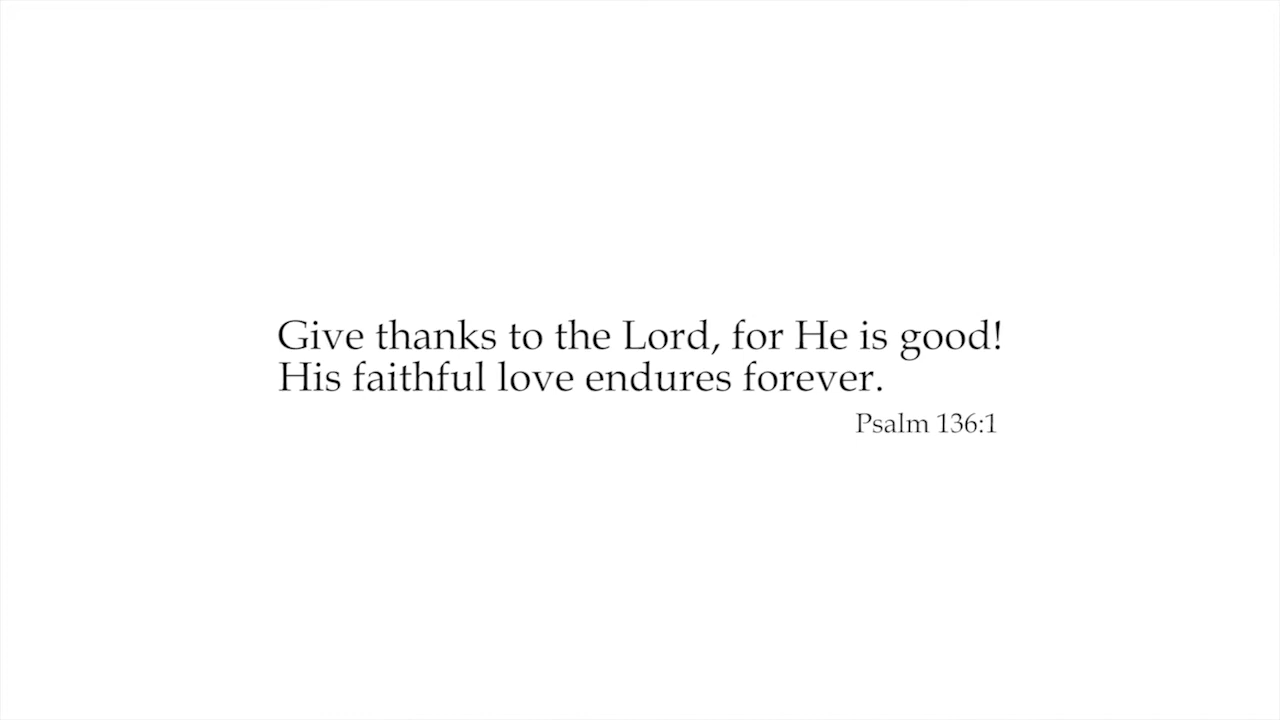 Give thanks to the Lord, for He is good!
His faithful love endures forever.
Psalm 136:1